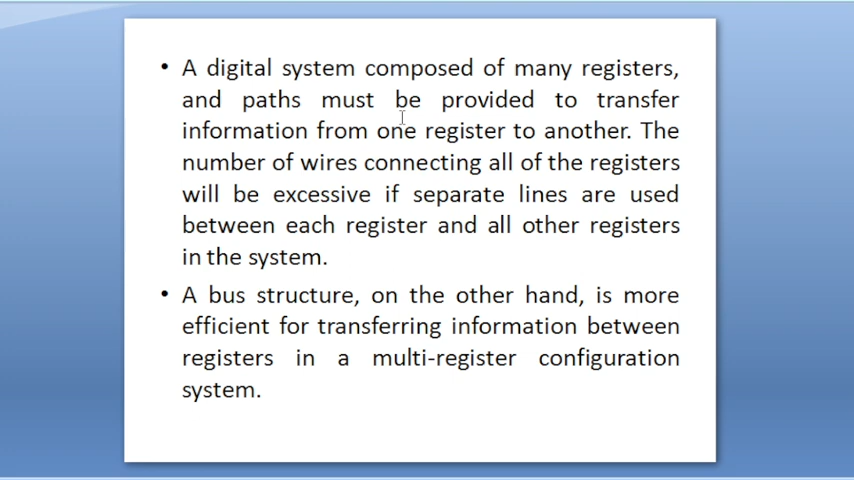 • A digital system composed of many registers,
and paths must be provided to transfer
information from one register to another. The
number of wires connecting all of the registers
will be excessive if separate lines are used
between each register and all other registers
in the system.
• A bus structure, on the other hand, is more
efficient for transferring information between
registers in a multi-register configuration
system.